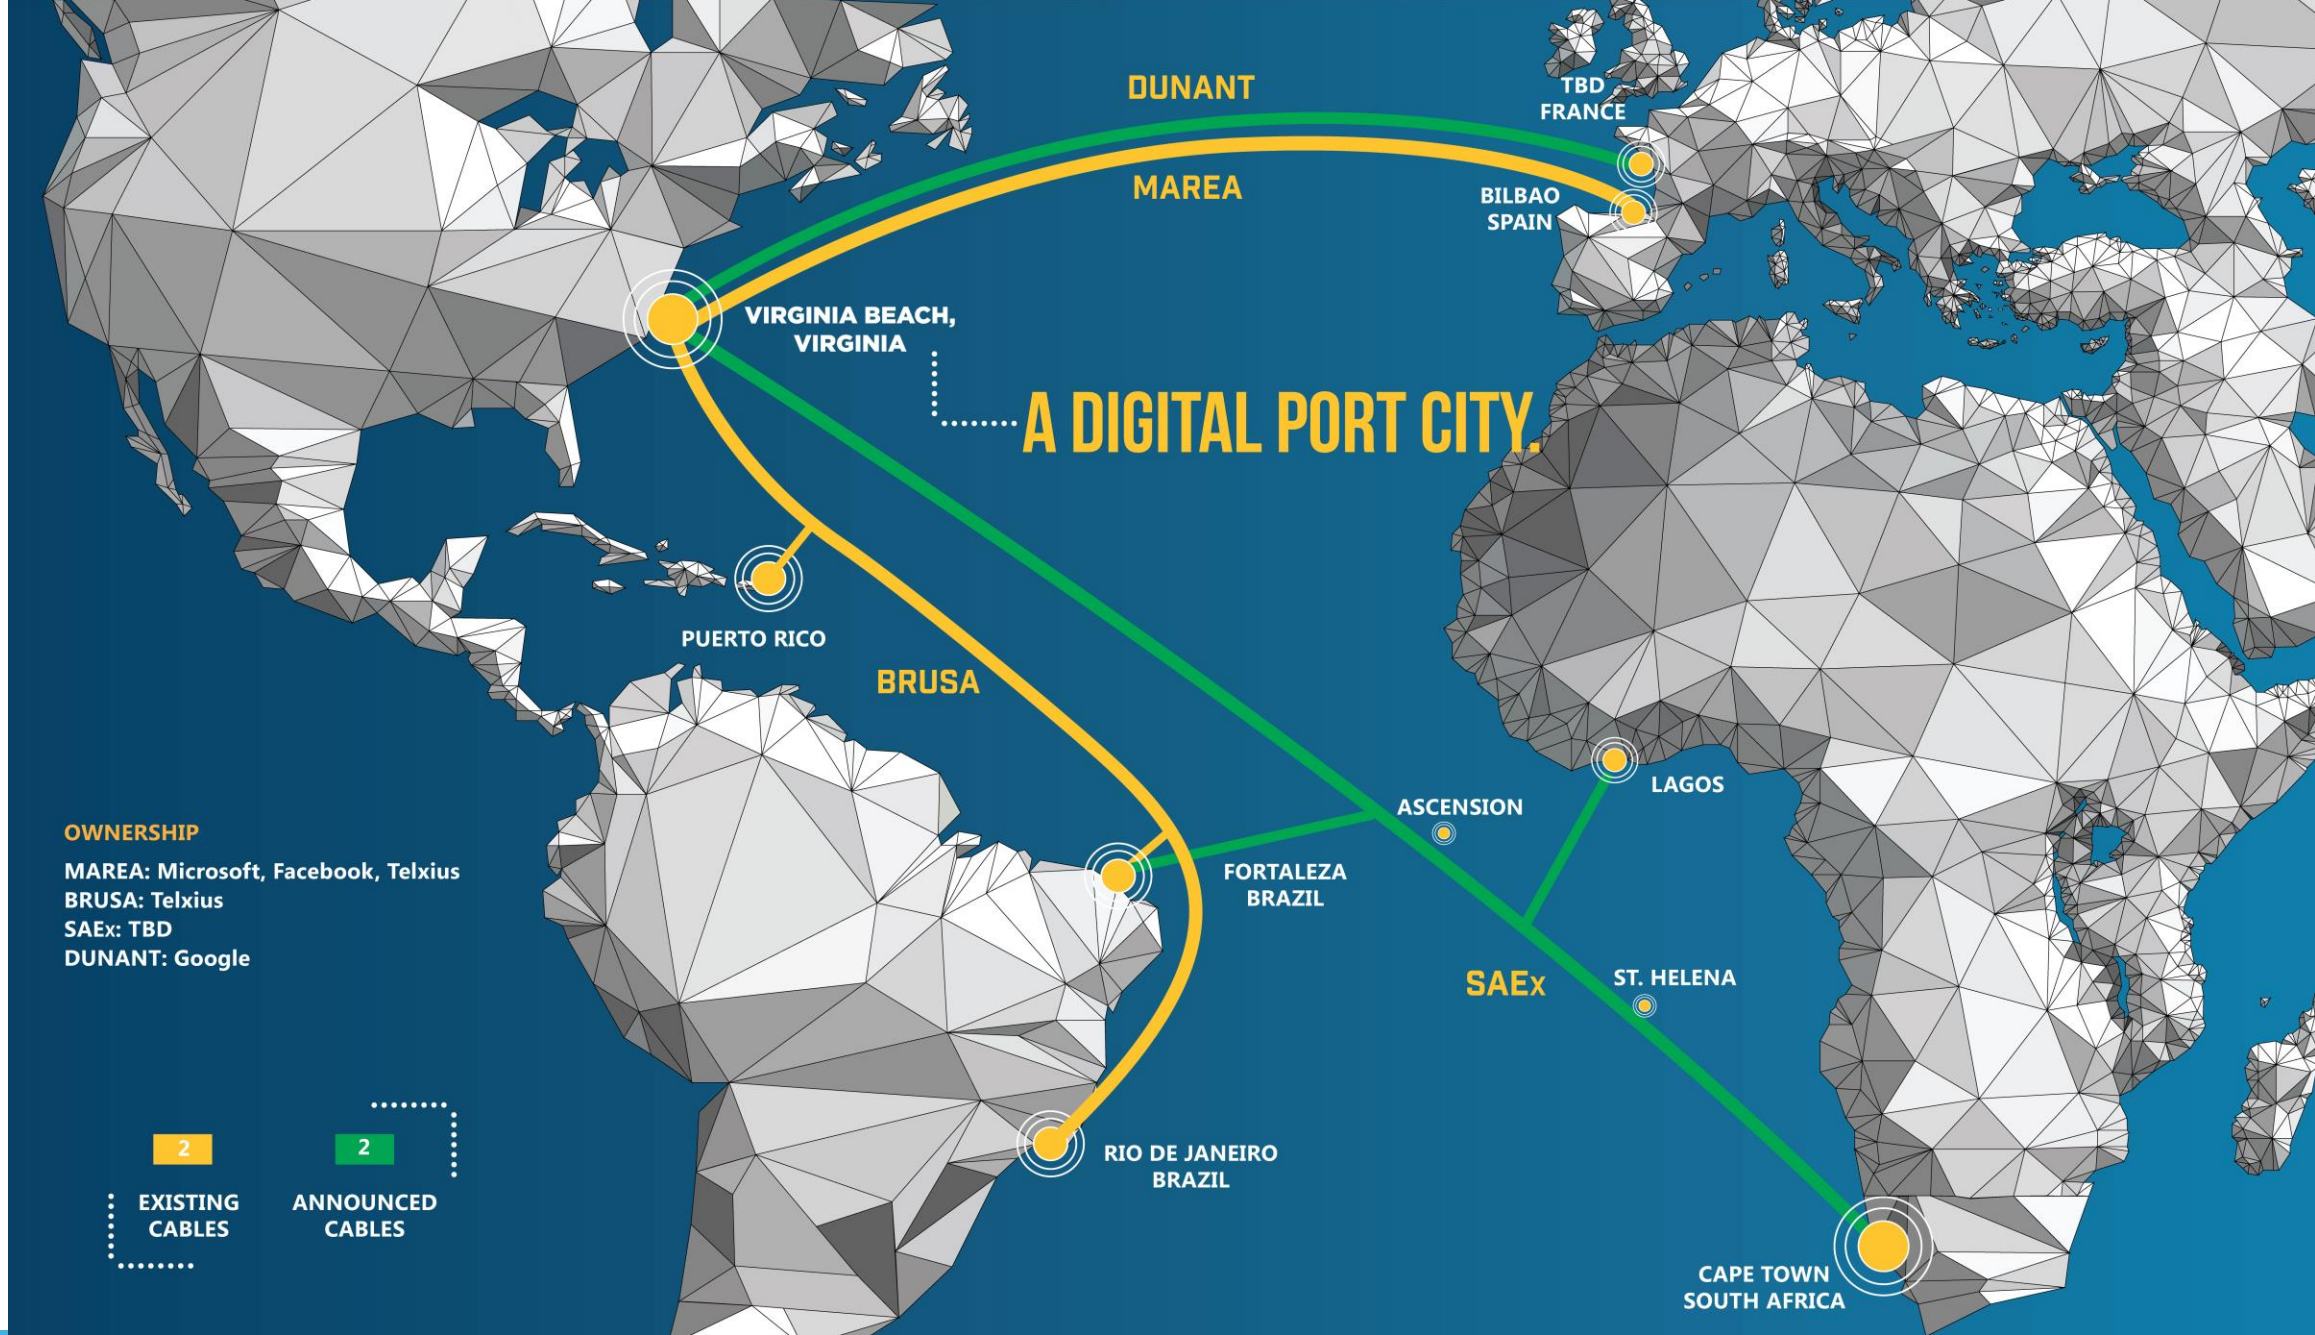 DUNANT
TBD
FRANCE
MAREA
BILBAO
SPAIN
VIRGINIA BEACH,
VIRGINIA
A DIGITAL PORT CITY.
PUERTO RICO
BRUSA
LAGOS
ASCENSION
FORTALEZA
BRAZIL
SAEx
ST. HELENA
OWNERSHIP
MAREA: Microsoft, Facebook, Telxius
BRUSA: Telxius
SAEx: TBD
DUNANT: Google
2
EXISTING
CABLES
2
ANNOUNCED
CABLES
RIO DE JANEIRO
BRAZIL
CAPE TOWN
SOUTH AFRICA